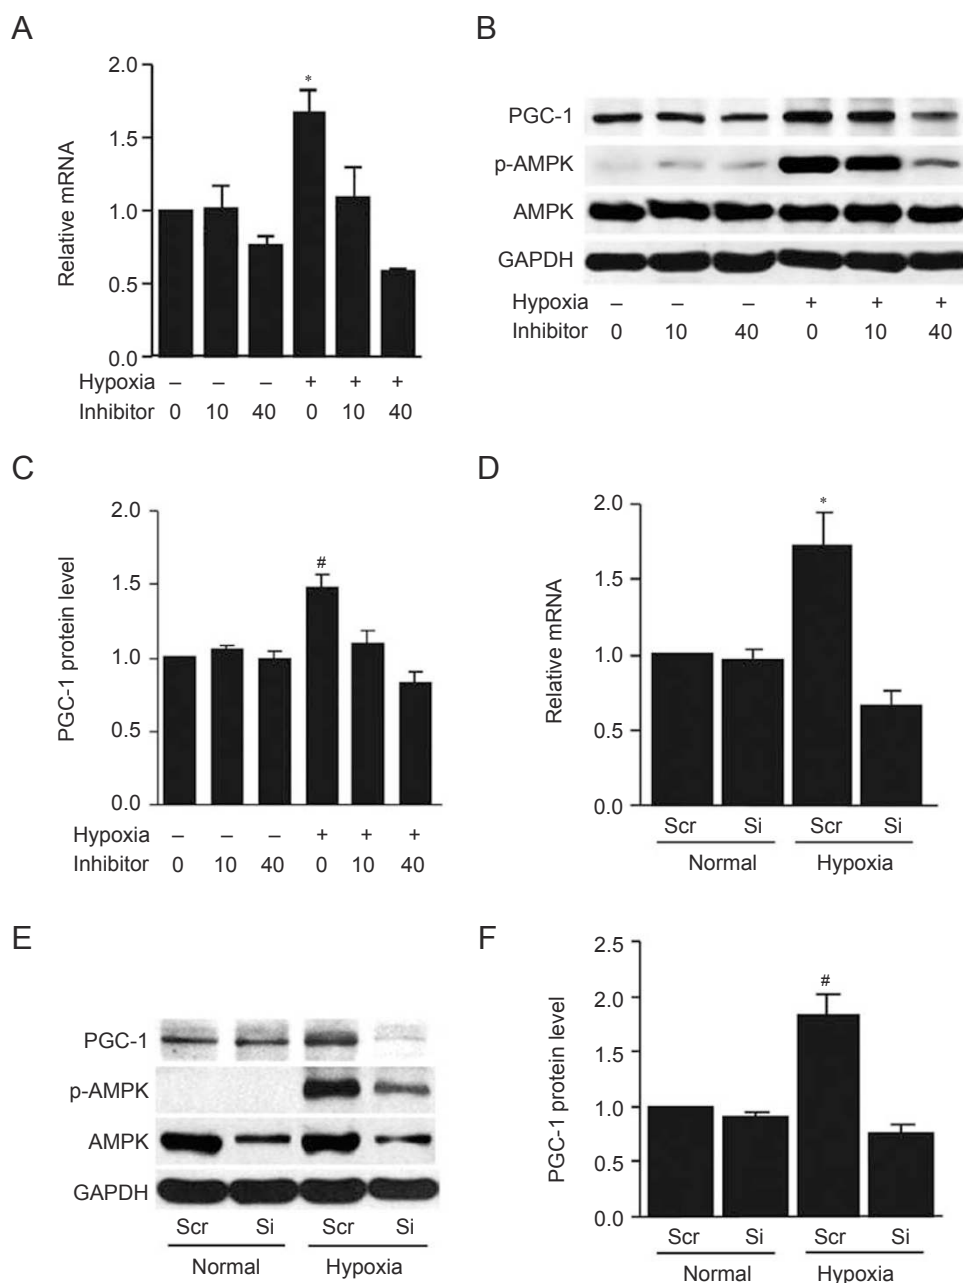 A
Relative mRNA
2.0
*
1.5
1.0
0.5
0.0
Hypoxia – – – + + +
Inhibitor 0 10 40 0 10 40
B
PGC-1
p-AMPK
AMPK
GAPDH
Hypoxia – – – + + +
Inhibitor 0 10 40 0 10 40
C
PGC-1 protein level
2.0
1.5
#
1.0
0.5
0.0
Hypoxia – – – + + +
Inhibitor 0 10 40 0 10 40
D
Relative mRNA
2.0
*
1.5
1.0
0.5
0.0
Scr Si Scr Si
Normal Hypoxia
E
PGC-1
p-AMPK
AMPK
GAPDH
Scr Si Scr Si
Normal Hypoxia
F
PGC-1 protein level
2.5
#
2.0
1.5
1.0
0.5
0.0
Scr Si Scr Si
Normal Hypoxia